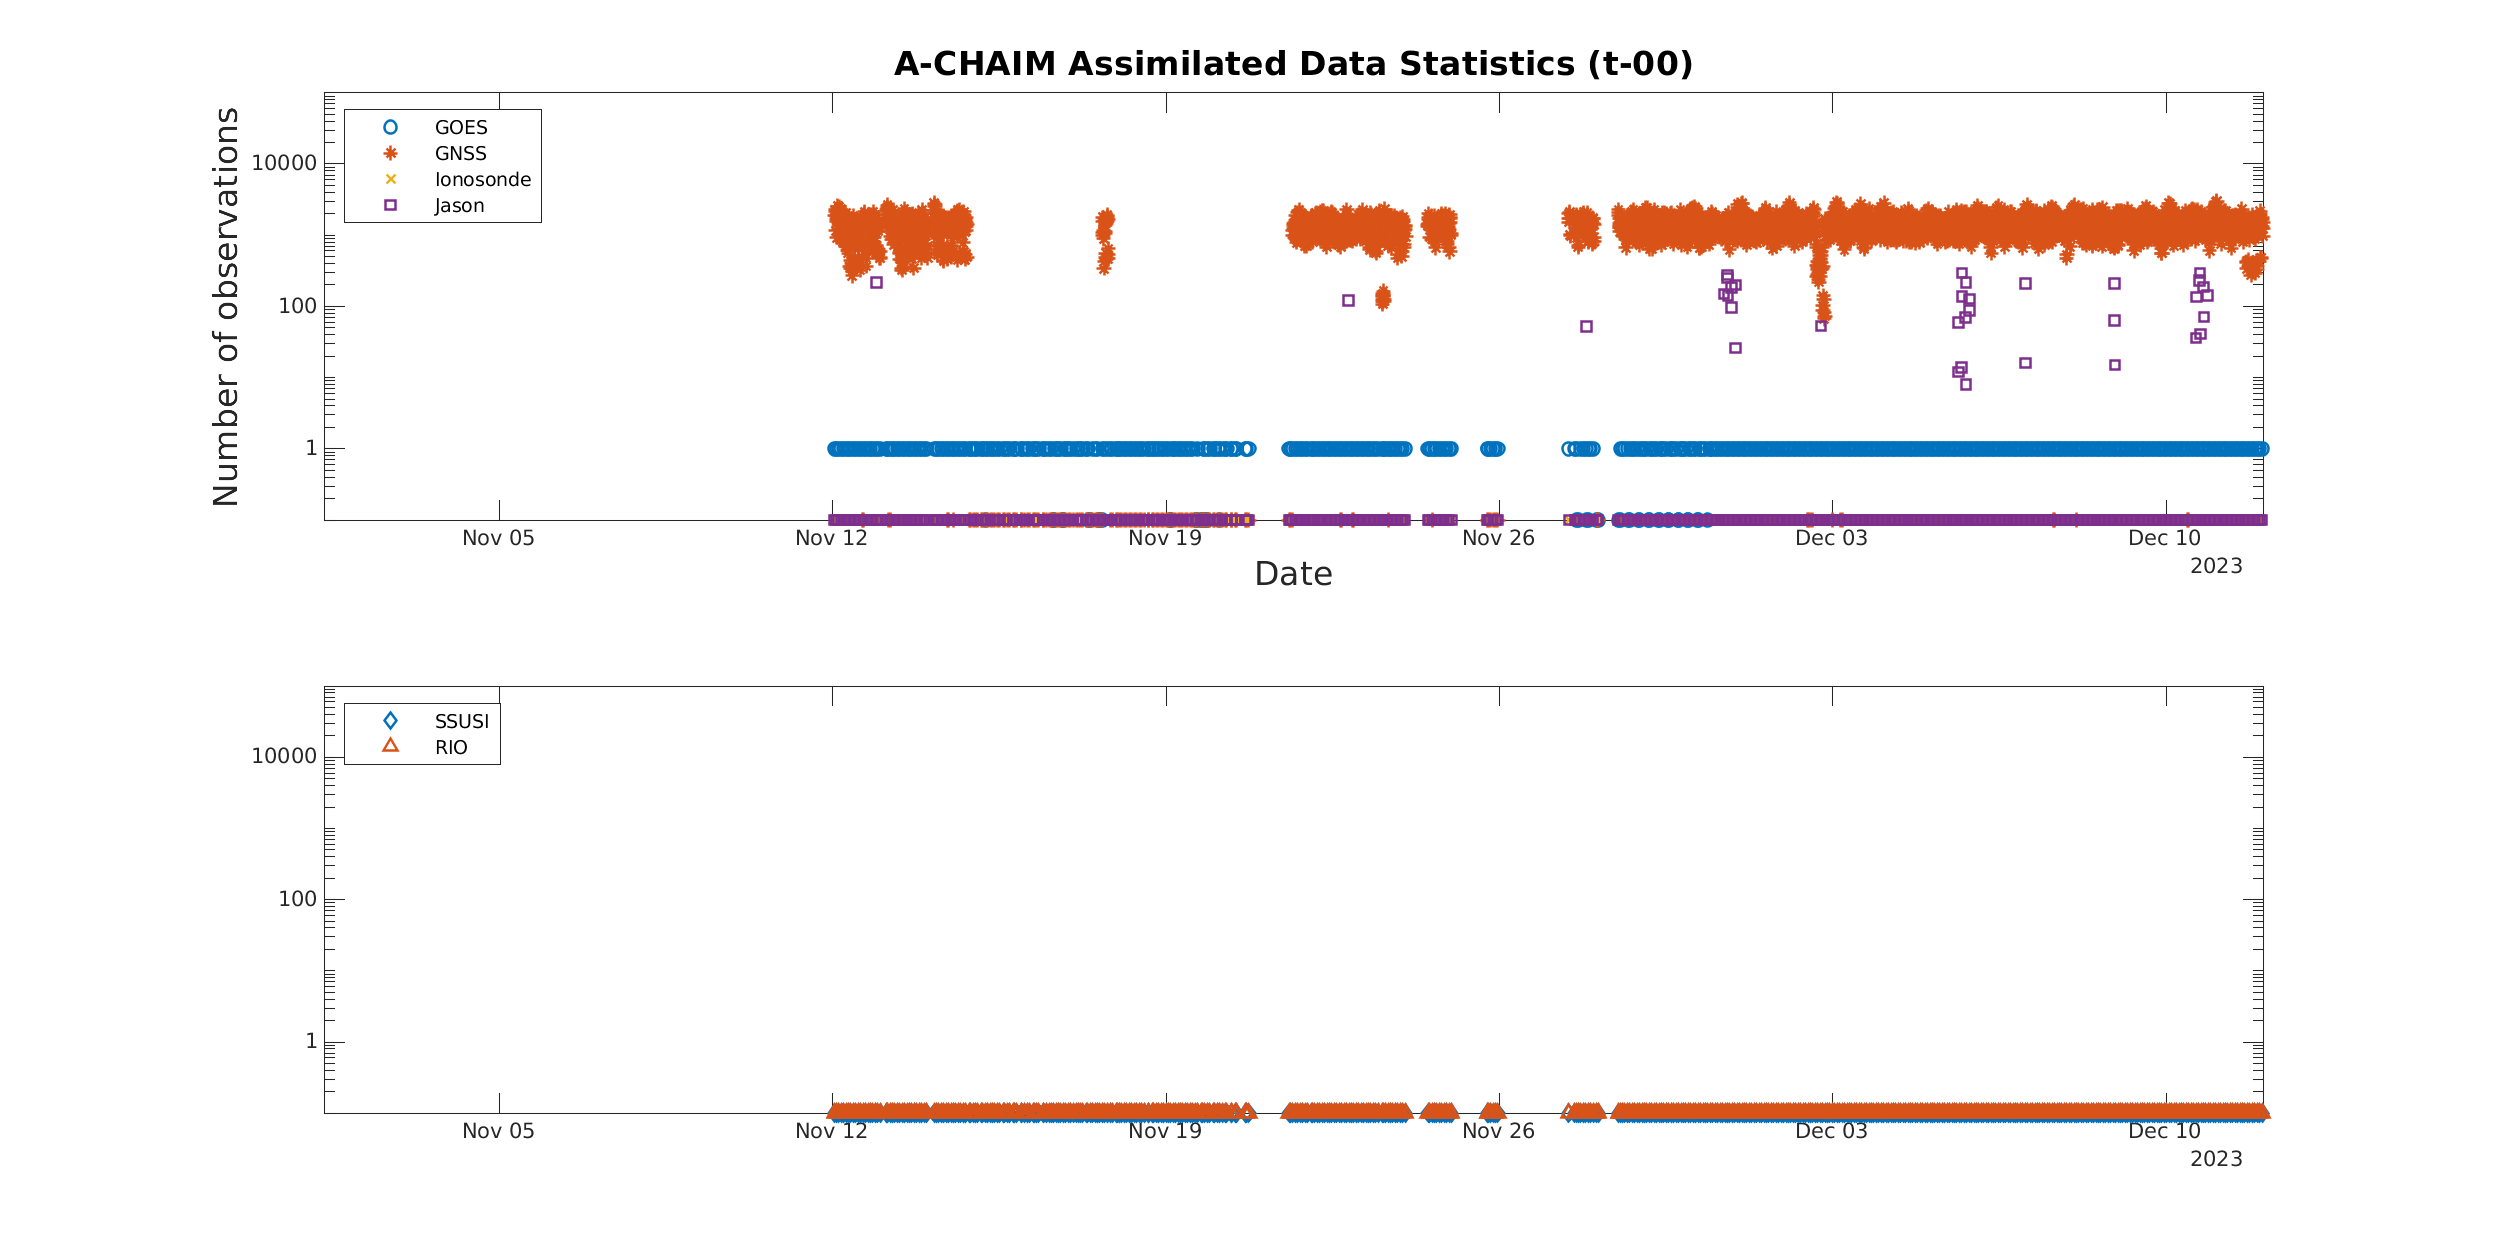 A-CHAIM Assimilated Data Statistics (t-00)
Number of observations
10000
100
1
GOES
GNSS
Ionosonde
Jason
Nov 05
Nov 12
Nov 19
Nov 26
Dec 03
Dec 10
2023
Date
10000
100
1
SSUSI
RIO
Nov 05
Nov 12
Nov 19
Nov 26
Dec 03
Dec 10
2023